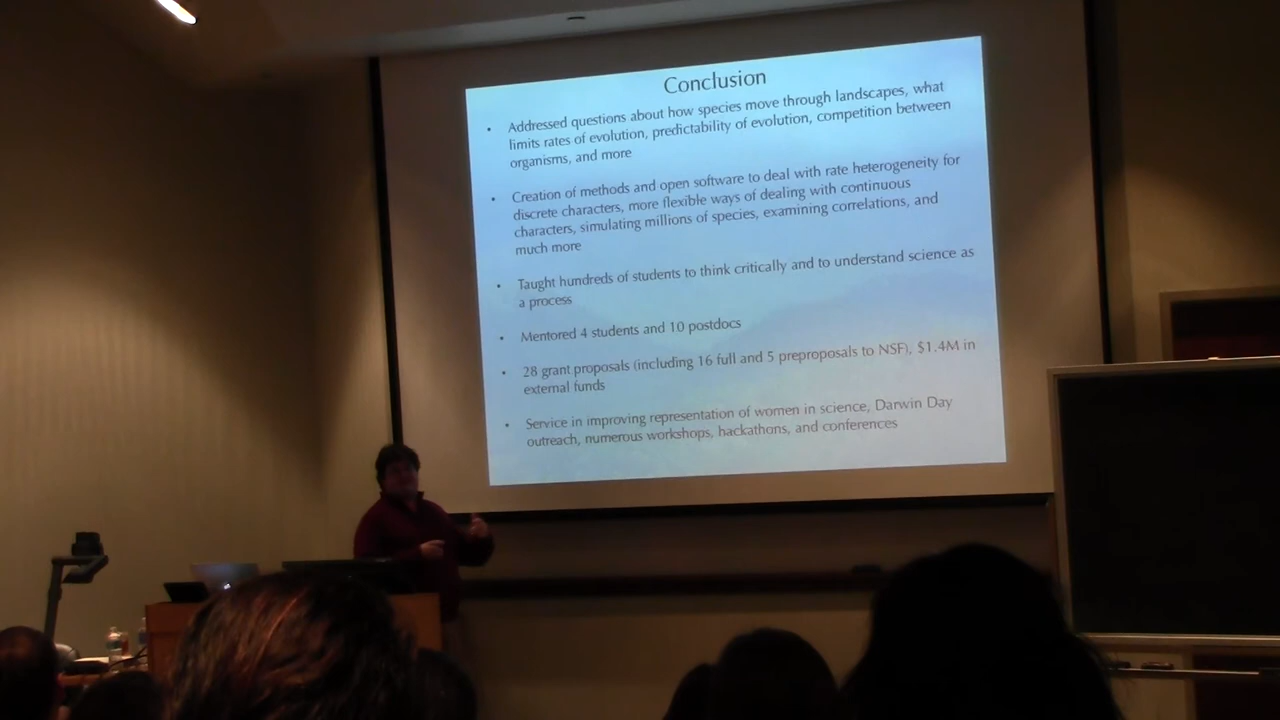 Conclusion
• Addressed questions about how species move through landscapes, what
limits rates of evolution, predictability of evolution, competition between
organisms, and more
• Creation of methods and open software to deal with rate heterogeneity for
discrete characters, more flexible ways of dealing with continuous
characters, simulating millions of species, examining correlations, and
much more
• Taught hundreds of students to think critically and to understand science as
a process
• Mentored 4 students and 10 postdocs
• 28 grant proposals (including 16 full and 5 preproposals to NSF), $1.4M in
external funds
• Service in improving representation of women in science, Darwin Day
outreach, numerous workshops, hackathons, and conferences